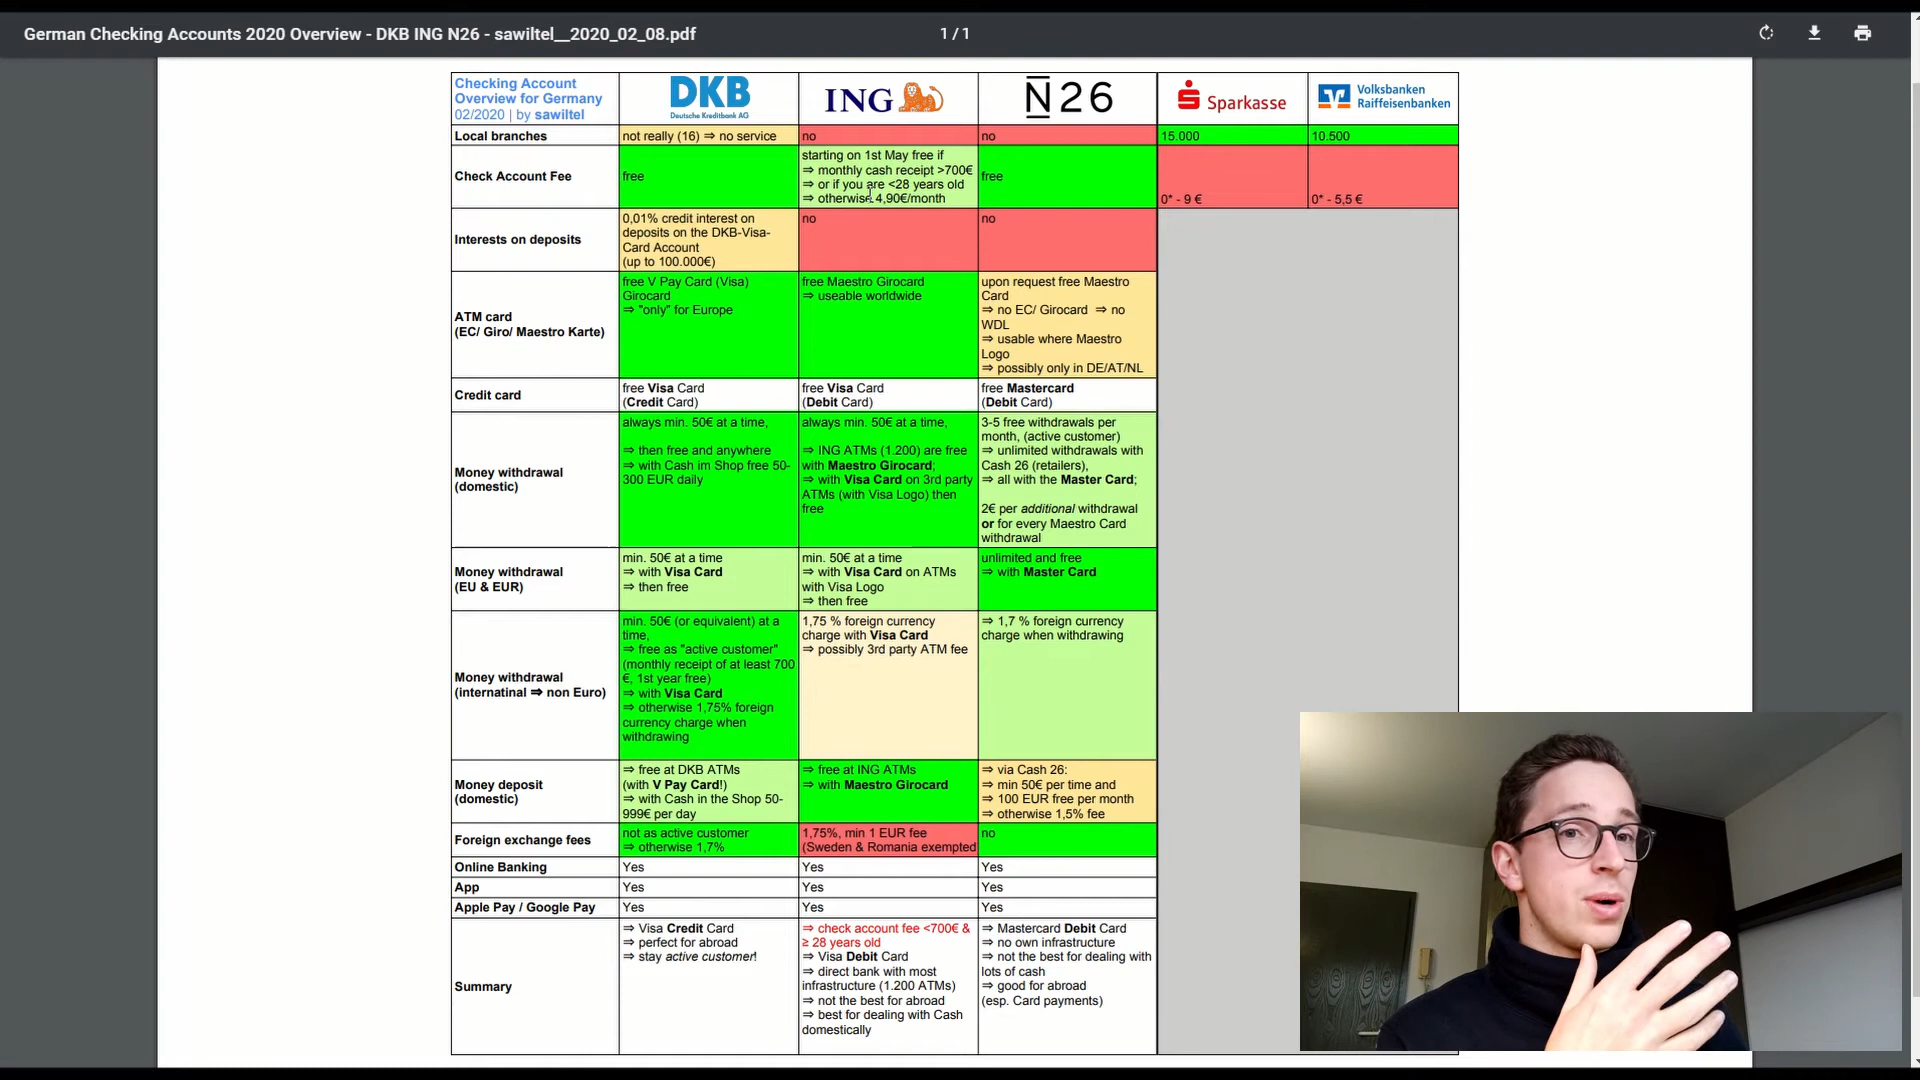 German Checking Accounts 2020 Overview - DKB ING N26 - sawiltel__2020_02_08.pdf
1 / 1
Checking Account
Overview for Germany
02/2020 | by sawiltel
DKB
Deutsche Kreditbank AG
ING
N26
Sparkasse
Volksbanken
Raiffeisenbanken
Local branches
not really (16) ⇒ no service
no
no
15.000
10.500
Check Account Fee
free
starting on 1st May free if
⇒ monthly cash receipt >700€
⇒ or if you are <28 years old
⇒ otherwise 4,90€/month
free
0* - 9 €
0* - 5,5 €
Interests on deposits
0,01% credit interest on
deposits on the DKB-Visa-
Card Account
(up to 100.000€)
no
no
ATM card
(EC/ Giro/ Maestro Karte)
free V Pay Card (Visa)
Girocard
⇒ "only" for Europe
free Maestro Girocard
⇒ useable worldwide
upon request free Maestro
Card
⇒ no EC/ Girocard ⇒ no
WDL
⇒ usable where Maestro
Logo
⇒ possibly only in DE/AT/NL
Credit card
free Visa Card
(Credit Card)
free Visa Card
(Debit Card)
free Mastercard
(Debit Card)
Money withdrawal
(domestic)
always min. 50€ at a time,
⇒ then free and anywhere
⇒ with Cash im Shop free 50-
300 EUR daily
always min. 50€ at a time,
⇒ ING ATMs (1.200) are free
with Maestro Girocard;
⇒ with Visa Card on 3rd party
ATMs (with Visa Logo) then
free
3-5 free withdrawals per
month, (active customer)
⇒ unlimited withdrawals with
Cash 26 (retailers),
⇒ all with the Master Card;
2€ per additional withdrawal
or for every Maestro Card
withdrawal
Money withdrawal
(EU & EUR)
min. 50€ at a time
⇒ with Visa Card
⇒ then free
min. 50€ at a time
⇒ with Visa Card on ATMs
with Visa Logo
⇒ then free
unlimited and free
⇒ with Master Card
Money withdrawal
(internatinal ⇒ non Euro)
min. 50€ (or equivalent) at a
time,
⇒ free as "active customer"
(monthly receipt of at least 700
€, 1st year free)
⇒ with Visa Card
⇒ otherwise 1,75% foreign
currency charge when
withdrawing
1,75 % foreign currency
charge with Visa Card
⇒ possibly 3rd party ATM fee
⇒ 1,7 % foreign currency
charge when withdrawing
Money deposit
(domestic)
⇒ free at DKB ATMs
(with V Pay Card!)
⇒ with Cash in the Shop 50-
999€ per day
⇒ free at ING ATMs
⇒ with Maestro Girocard
⇒ via Cash 26:
⇒ min 50€ per time and
⇒ 100 EUR free per month
⇒ otherwise 1,5% fee
Foreign exchange fees
not as active customer
⇒ otherwise 1,7%
1,75%, min 1 EUR fee
(Sweden & Romania exempted
no
Online Banking
Yes
Yes
Yes
App
Yes
Yes
Yes
Apple Pay / Google Pay
Yes
Yes
Yes
Summary
⇒ Visa Credit Card
⇒ perfect for abroad
⇒ stay active customer!
⇒ check account fee <700€ &
≥ 28 years old
⇒ Visa Debit Card
⇒ direct bank with most
infrastructure (1.200 ATMs)
⇒ not the best for abroad
⇒ best for dealing with Cash
domestically
⇒ Mastercard Debit Card
⇒ no own infrastructure
⇒ not the best for dealing with
lots of cash
⇒ good for abroad
(esp. Card payments)